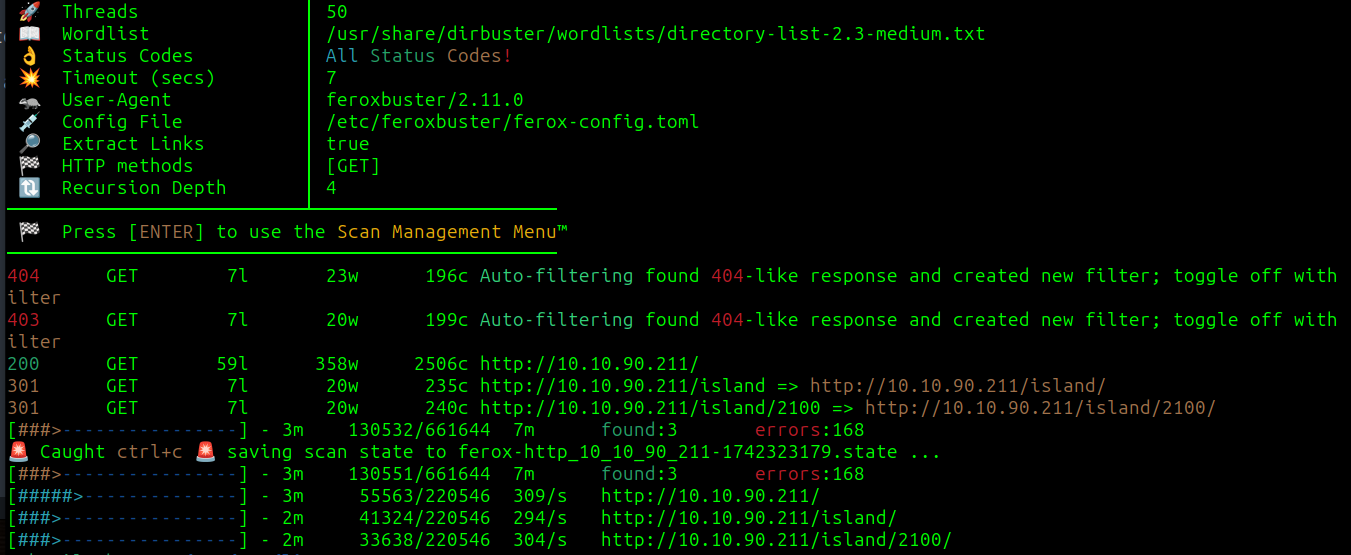 🚀 Threads │ 50
📖 Wordlist │ /usr/share/dirbuster/wordlists/directory-list-2.3-medium.txt
👌 Status Codes │ All Status Codes!
💥 Timeout (secs) │ 7
🦡 User-Agent │ feroxbuster/2.11.0
💉 Config File │ /etc/feroxbuster/ferox-config.toml
🔎 Extract Links │ true
🏁 HTTP methods │ [GET]
🔃 Recursion Depth │ 4
🏁 Press [ENTER] to use the Scan Management Menu™
404 GET 7l 23w 196c Auto-filtering found 404-like response and created new filter; toggle off with
ilter
403 GET 7l 20w 199c Auto-filtering found 404-like response and created new filter; toggle off with
ilter
200 GET 59l 358w 2506c http://10.10.90.211/
301 GET 7l 20w 235c http://10.10.90.211/island => http://10.10.90.211/island/
301 GET 7l 20w 240c http://10.10.90.211/island/2100 => http://10.10.90.211/island/2100/
[###>----------------] - 3m 130532/661644 7m found:3 errors:168
🚨 Caught ctrl+c 🚨 saving scan state to ferox-http_10_10_90_211-1742323179.state ...
[###>----------------] - 3m 130551/661644 7m found:3 errors:168
[#####>--------------] - 3m 55563/220546 309/s http://10.10.90.211/
[###>----------------] - 2m 41324/220546 294/s http://10.10.90.211/island/
[###>----------------] - 2m 33638/220546 304/s http://10.10.90.211/island/2100/